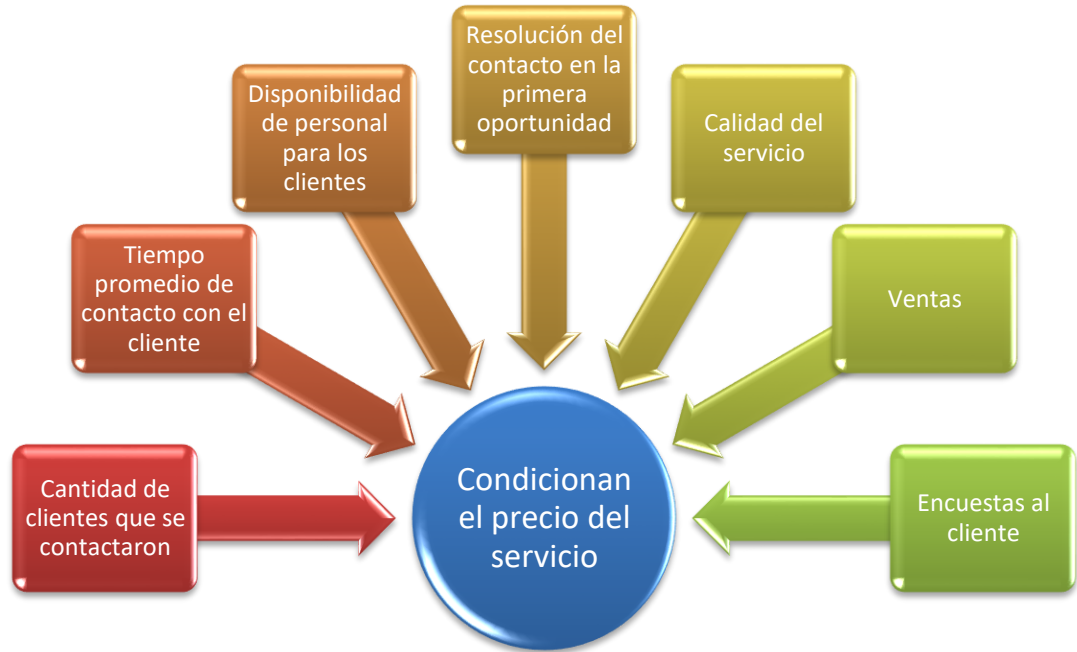 Cantidad de
clientes que se
contactaron
Tiempo
promedio de
contacto con el
cliente
Disponibilidad
de personal
para los
clientes
Resolución del
contacto en la
primera
oportunidad
Calidad del
servicio
Ventas
Encuestas al
cliente
Condicionan
el precio del
servicio